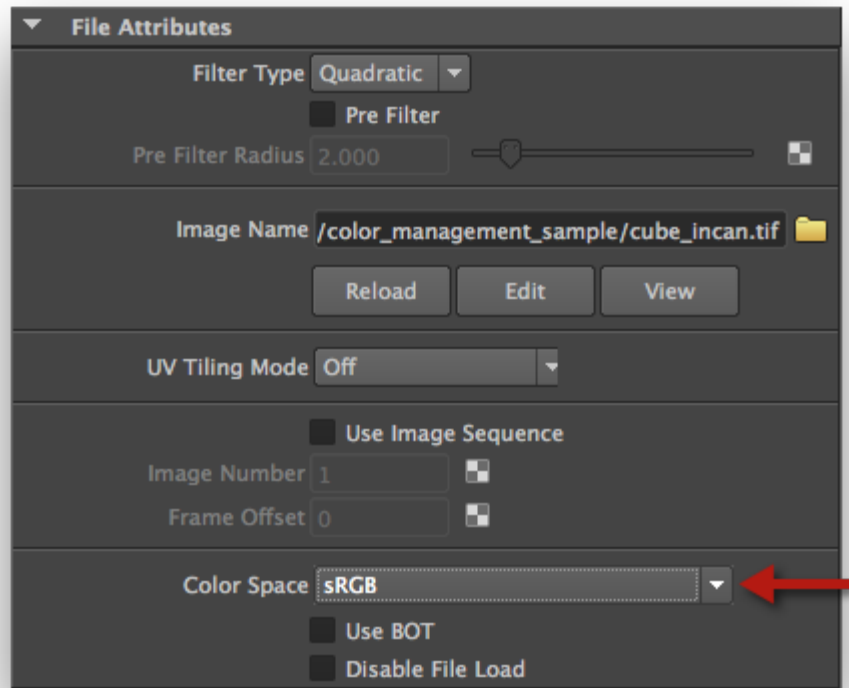 File Attributes
Filter Type Quadratic
Pre Filter
Pre Filter Radius 2.000
Image Name /color_management_sample/cube_incan.tif
Reload Edit View
UV Tiling Mode Off
Use Image Sequence
Image Number 1
Frame Offset 0
Color Space sRGB
Use BOT
Disable File Load